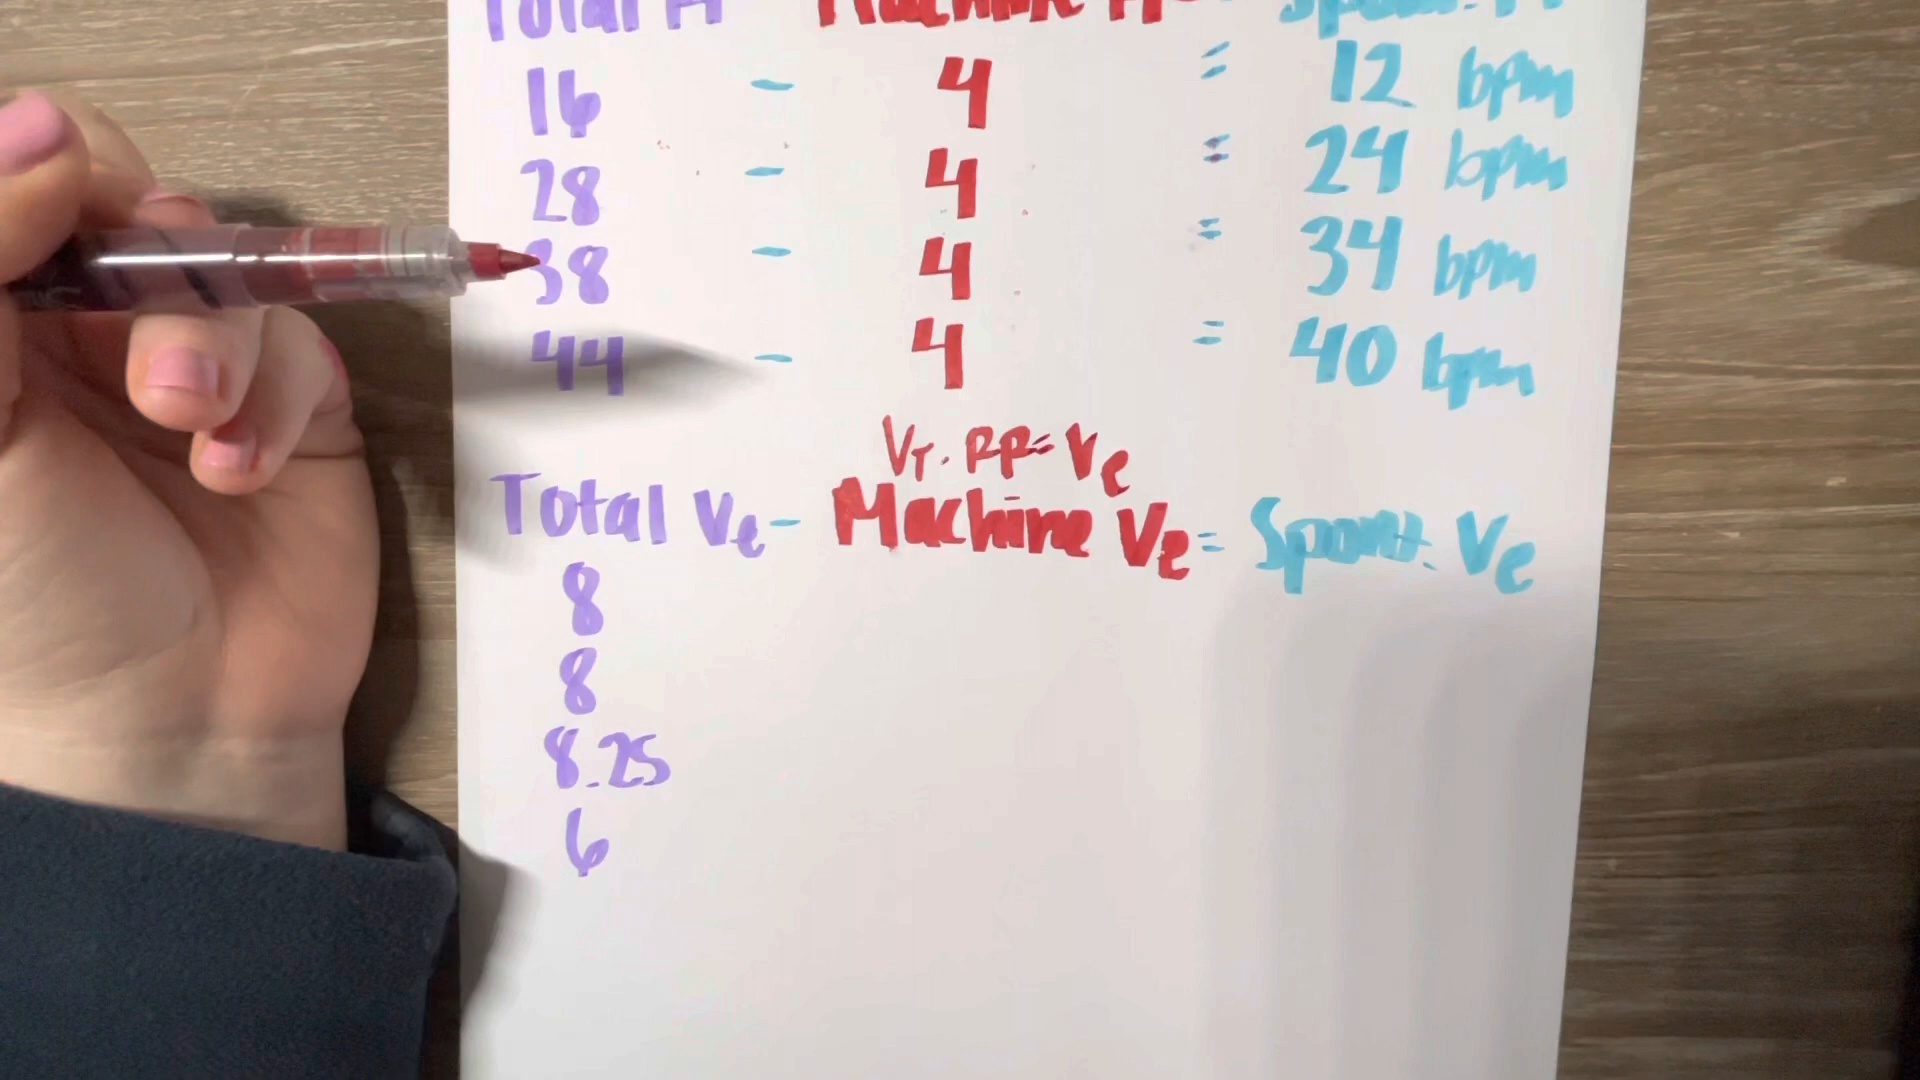 Total
16 - 4 = 12 bpm
28 - 4 = 24 bpm
38 - 4 = 34 bpm
44 - 4 = 40 bpm
VT. RR= Ve
Total Ve - Machine Ve = Spont. Ve
8
8
8.25
6